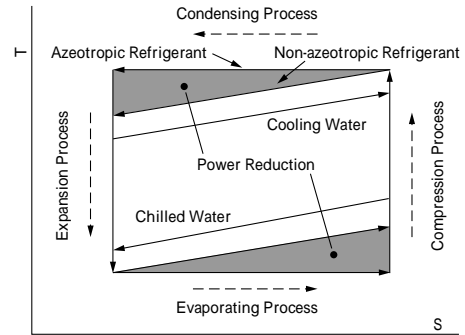 Condensing Process
T
Azeotropic Refrigerant
Non-azeotropic Refrigerant
Cooling Water
Expansion Process
Power Reduction
Compression Process
Chilled Water
Evaporating Process
S